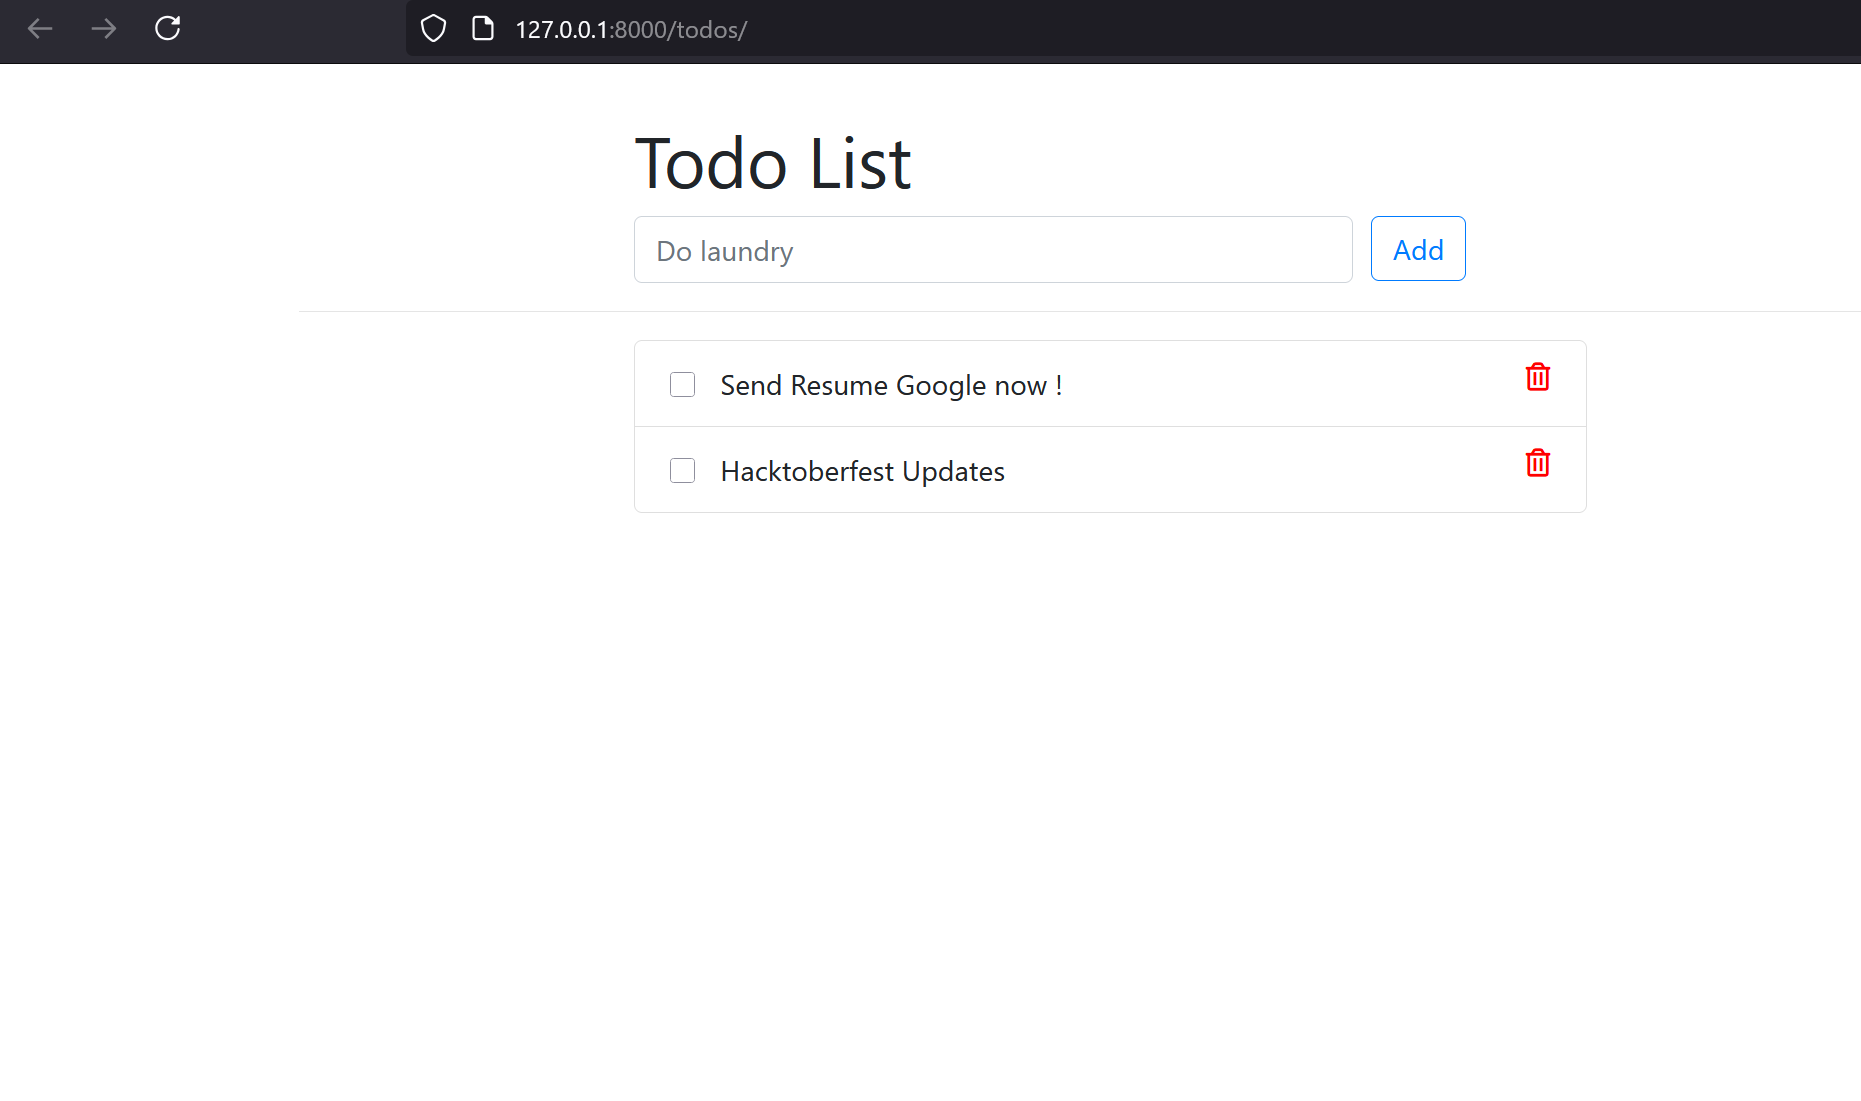 127.0.0.1:8000/todos/
Todo List
Do laundry
Add
Send Resume Google now !
Hacktoberfest Updates